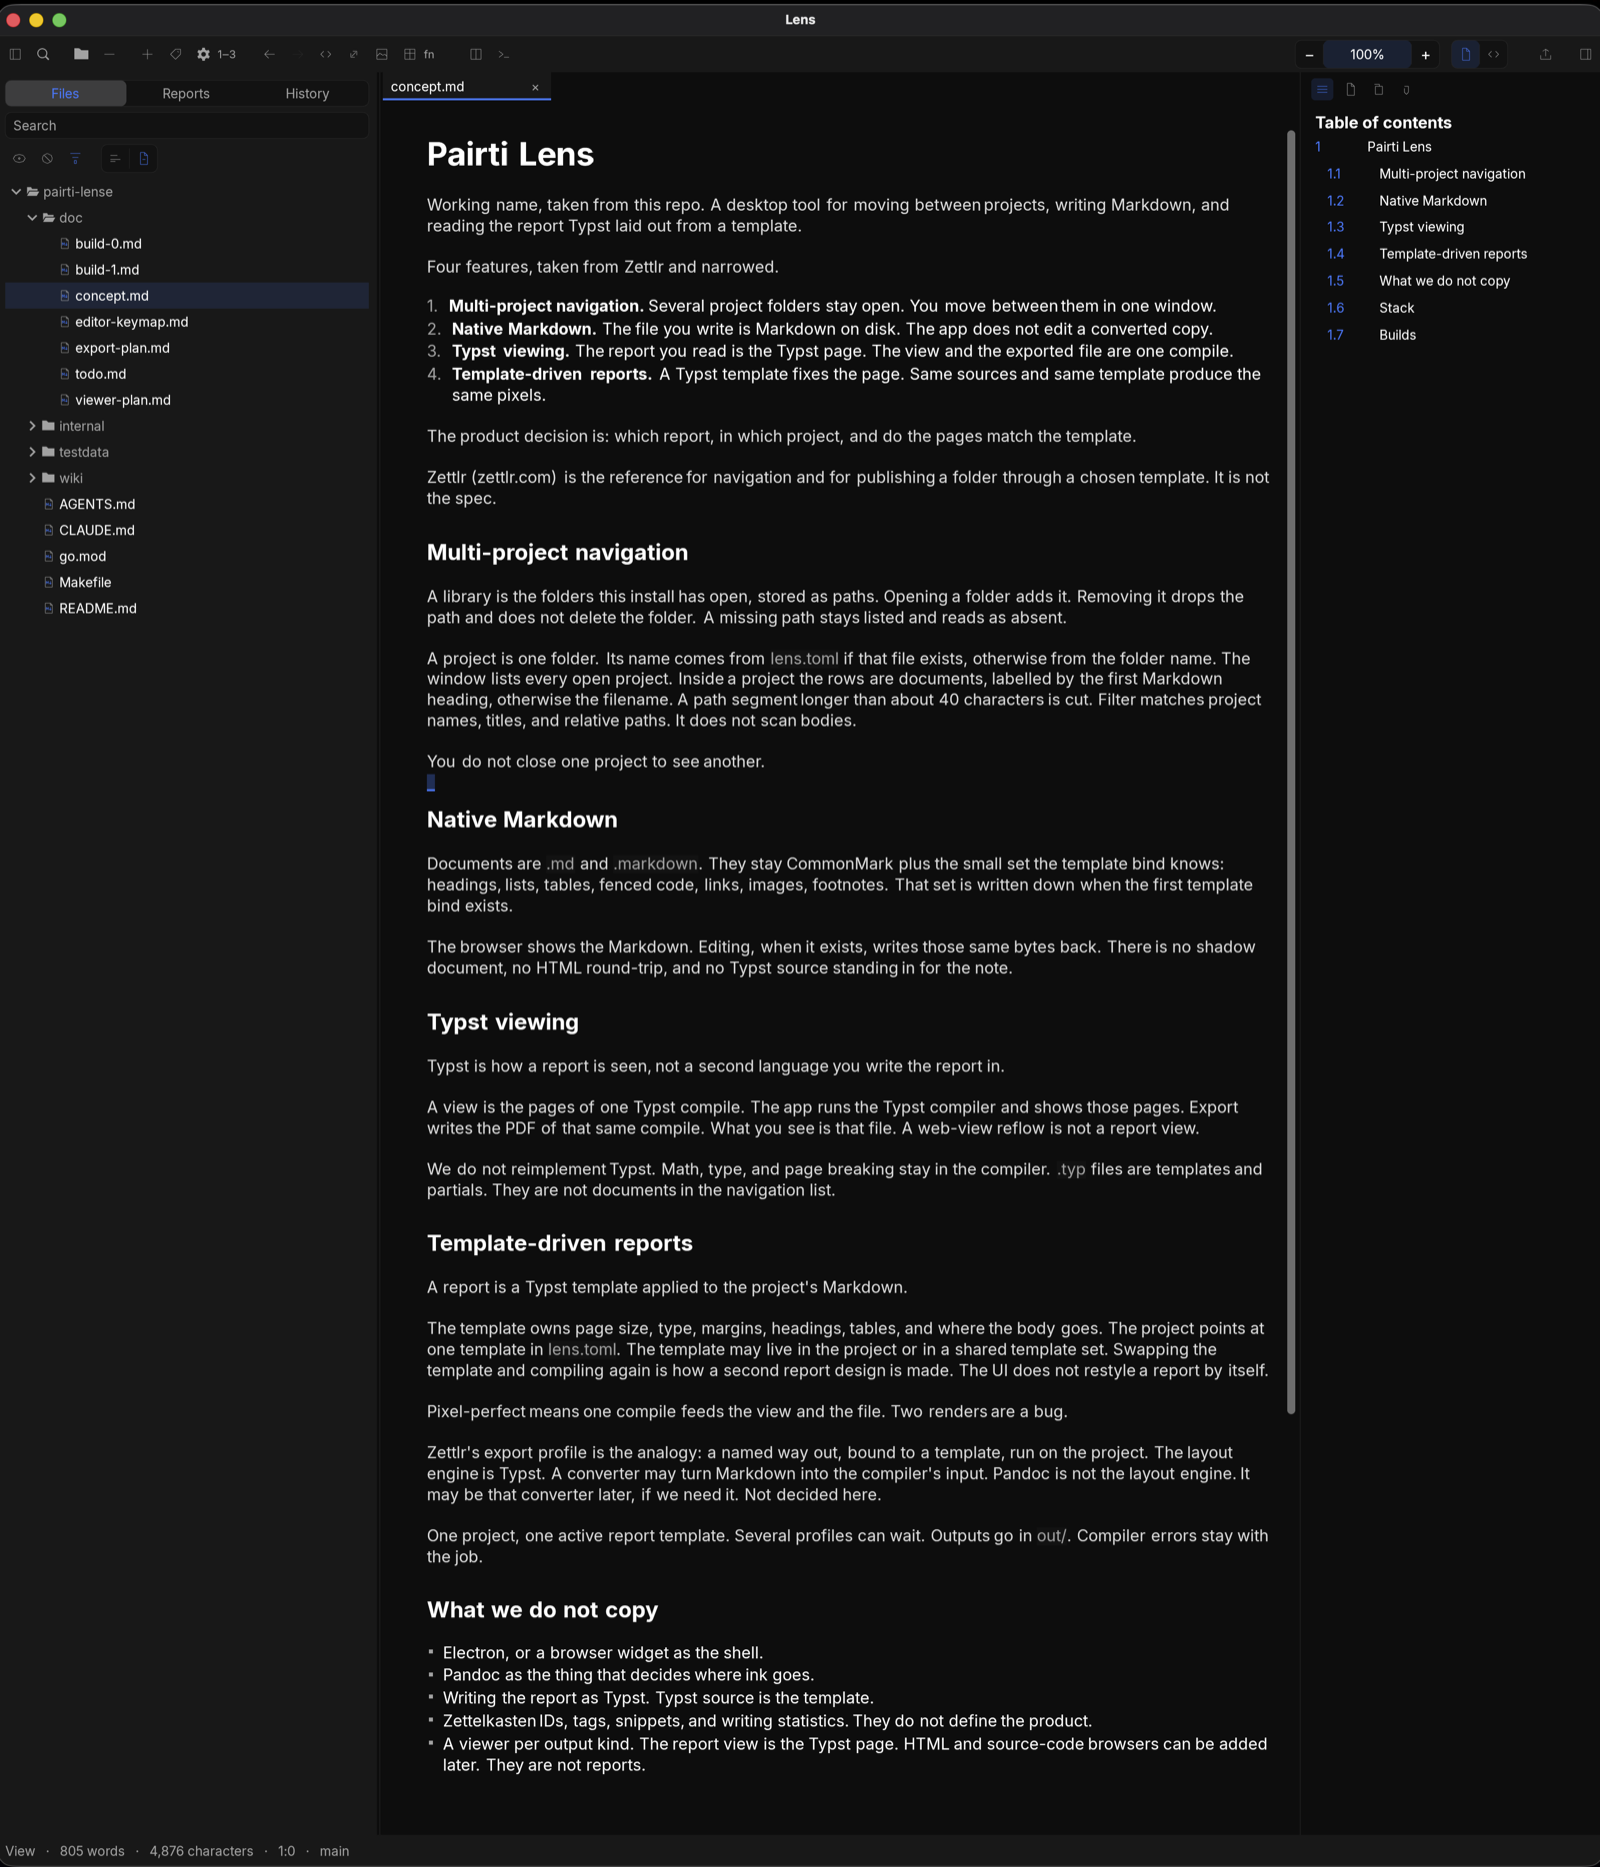 Lens
1–3
fn
>_
− 100% +
Files Reports History
concept.md ×
Search
pairti-lense
doc
build-0.md
build-1.md
concept.md
editor-keymap.md
export-plan.md
todo.md
viewer-plan.md
internal
testdata
wiki
AGENTS.md
CLAUDE.md
go.mod
Makefile
README.md
Pairti Lens
Working name, taken from this repo. A desktop tool for moving between projects, writing Markdown, and
reading the report Typst laid out from a template.
Four features, taken from Zettlr and narrowed.
1. Multi-project navigation. Several project folders stay open. You move between them in one window.
2. Native Markdown. The file you write is Markdown on disk. The app does not edit a converted copy.
3. Typst viewing. The report you read is the Typst page. The view and the exported file are one compile.
4. Template-driven reports. A Typst template fixes the page. Same sources and same template produce the
same pixels.
The product decision is: which report, in which project, and do the pages match the template.
Zettlr (zettlr.com) is the reference for navigation and for publishing a folder through a chosen template. It is not
the spec.
Multi-project navigation
A library is the folders this install has open, stored as paths. Opening a folder adds it. Removing it drops the
path and does not delete the folder. A missing path stays listed and reads as absent.
A project is one folder. Its name comes from lens.toml if that file exists, otherwise from the folder name. The
window lists every open project. Inside a project the rows are documents, labelled by the first Markdown
heading, otherwise the filename. A path segment longer than about 40 characters is cut. Filter matches project
names, titles, and relative paths. It does not scan bodies.
You do not close one project to see another.
Native Markdown
Documents are .md and .markdown. They stay CommonMark plus the small set the template bind knows:
headings, lists, tables, fenced code, links, images, footnotes. That set is written down when the first template
bind exists.
The browser shows the Markdown. Editing, when it exists, writes those same bytes back. There is no shadow
document, no HTML round-trip, and no Typst source standing in for the note.
Typst viewing
Typst is how a report is seen, not a second language you write the report in.
A view is the pages of one Typst compile. The app runs the Typst compiler and shows those pages. Export
writes the PDF of that same compile. What you see is that file. A web-view reflow is not a report view.
We do not reimplement Typst. Math, type, and page breaking stay in the compiler. .typ files are templates and
partials. They are not documents in the navigation list.
Template-driven reports
A report is a Typst template applied to the project's Markdown.
The template owns page size, type, margins, headings, tables, and where the body goes. The project points at
one template in lens.toml. The template may live in the project or in a shared template set. Swapping the
template and compiling again is how a second report design is made. The UI does not restyle a report by itself.
Pixel-perfect means one compile feeds the view and the file. Two renders are a bug.
Zettlr's export profile is the analogy: a named way out, bound to a template, run on the project. The layout
engine is Typst. A converter may turn Markdown into the compiler's input. Pandoc is not the layout engine. It
may be that converter later, if we need it. Not decided here.
One project, one active report template. Several profiles can wait. Outputs go in out/. Compiler errors stay with
the job.
What we do not copy
▪ Electron, or a browser widget as the shell.
▪ Pandoc as the thing that decides where ink goes.
▪ Writing the report as Typst. Typst source is the template.
▪ Zettelkasten IDs, tags, snippets, and writing statistics. They do not define the product.
▪ A viewer per output kind. The report view is the Typst page. HTML and source-code browsers can be added
later. They are not reports.
Table of contents
1 Pairti Lens
1.1 Multi-project navigation
1.2 Native Markdown
1.3 Typst viewing
1.4 Template-driven reports
1.5 What we do not copy
1.6 Stack
1.7 Builds
View · 805 words · 4,876 characters · 1:0 · main